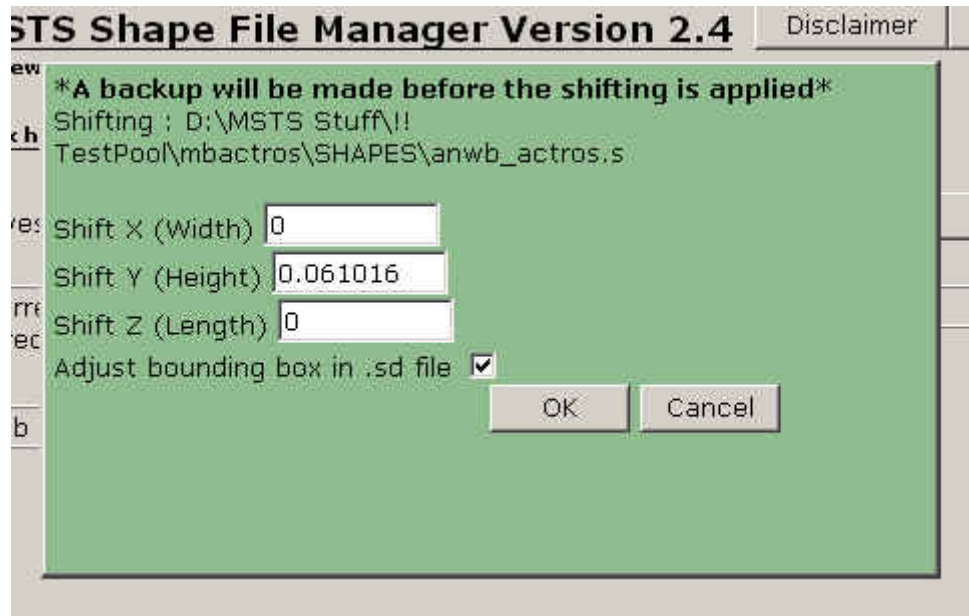 STS Shape File Manager Version 2.4
Disclaimer
ew
*A backup will be made before the shifting is applied*
Shifting : D:\MSTS Stuff\!!
TestPool\mbactros\SHAPES\anwb_actros.s
Shift X (Width) 0
Shift Y (Height) 0.061016
Shift Z (Length) 0
Adjust bounding box in .sd file
OK
Cancel
b